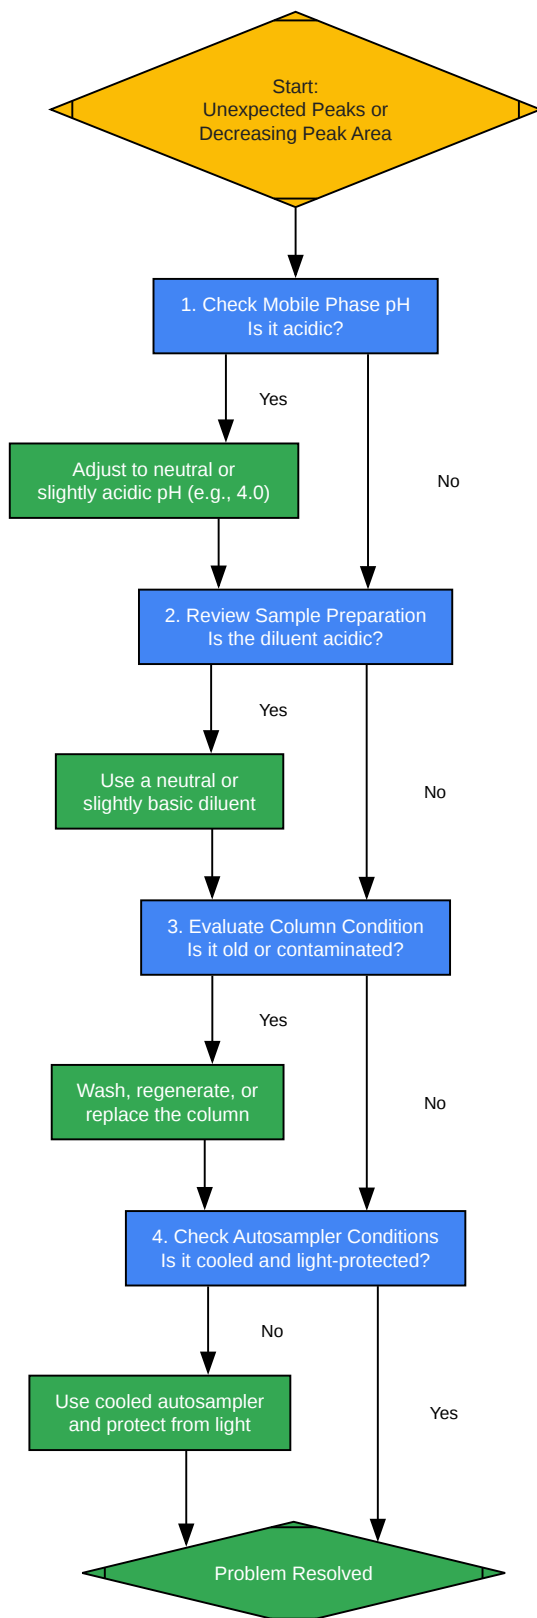 Start:
Unexpected Peaks or
Decreasing Peak Area
1. Check Mobile Phase pH
Is it acidic?
Yes
Adjust to neutral or
slightly acidic pH (e.g., 4.0)
No
2. Review Sample Preparation
Is the diluent acidic?
Yes
Use a neutral or
slightly basic diluent
No
3. Evaluate Column Condition
Is it old or contaminated?
Yes
Wash, regenerate, or
replace the column
No
4. Check Autosampler Conditions
Is it cooled and light-protected?
No
Use cooled autosampler
and protect from light
Yes
Problem Resolved